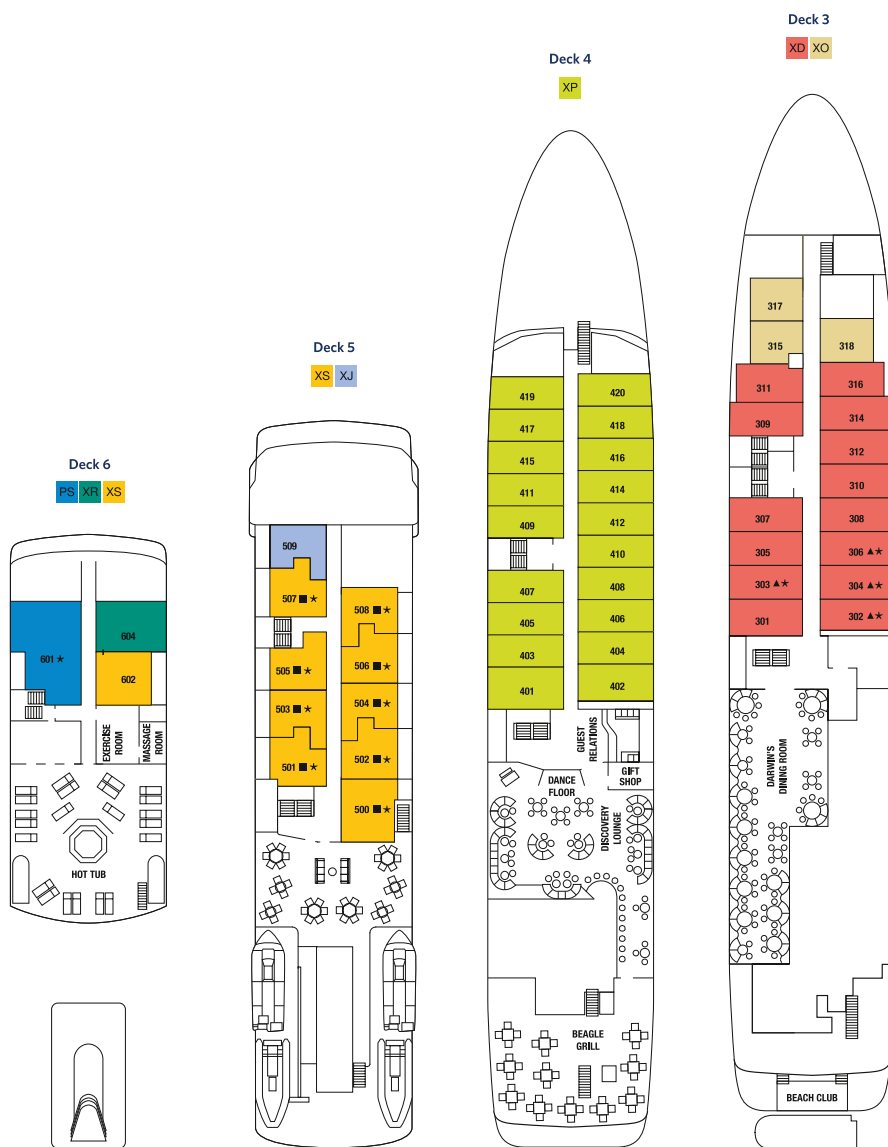 Deck 6
PS XR XS
601 ★
604
602
EXERCISE
ROOM
MASSAGE
ROOM
HOT TUB
Deck 5
XS XJ
509
507 ■ ★
508 ■ ★
505 ■ ★
506 ■ ★
503 ■ ★
504 ■ ★
501 ■ ★
502 ■ ★
500 ■ ★
Deck 4
XP
419
420
417
418
415
416
411
414
409
412
410
407
408
405
406
403
404
401
402
GUEST
RELATIONS
GIFT
SHOP
DANCE
FLOOR
DISCOVERY
LOUNGE
BEAGLE
GRILL
Deck 3
XD XO
317
315
318
311
316
309
314
312
310
307
308
305
306 ▲★
303 ▲★
304 ▲★
301
302 ▲★
DARWIN'S
DINING ROOM
BEACH CLUB